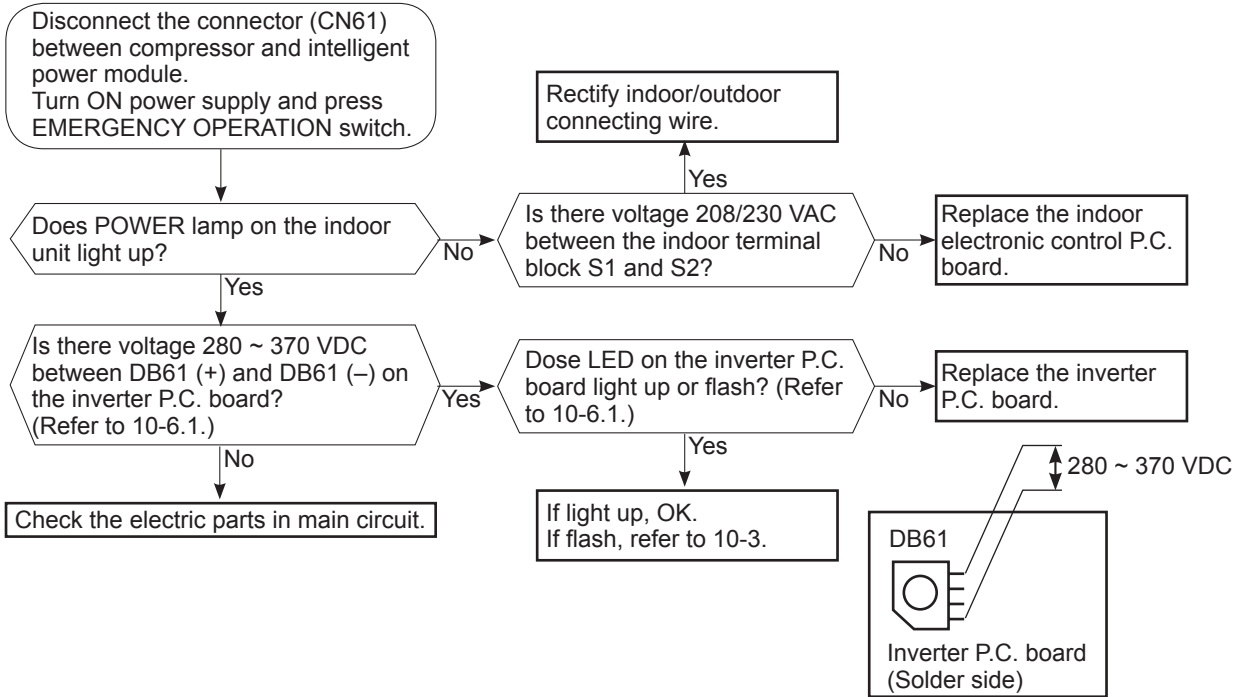 Disconnect the connector (CN61)
between compressor and intelligent
power module.
Turn ON power supply and press
EMERGENCY OPERATION switch.
Rectify indoor/outdoor
connecting wire.
Yes
Does POWER lamp on the indoor
unit light up?
No
Is there voltage 208/230 VAC
between the indoor terminal
block S1 and S2?
No
Replace the indoor
electronic control P.C.
board.
Yes
Is there voltage 280 ~ 370 VDC
between DB61 (+) and DB61 (–) on
the inverter P.C. board?
(Refer to 10-6.1.)
Yes
Dose LED on the inverter P.C.
board light up or flash? (Refer
to 10-6.1.)
No
Replace the inverter
P.C. board.
No
Yes
Check the electric parts in main circuit.
If light up, OK.
If flash, refer to 10-3.
280 ~ 370 VDC
DB61
Inverter P.C. board
(Solder side)